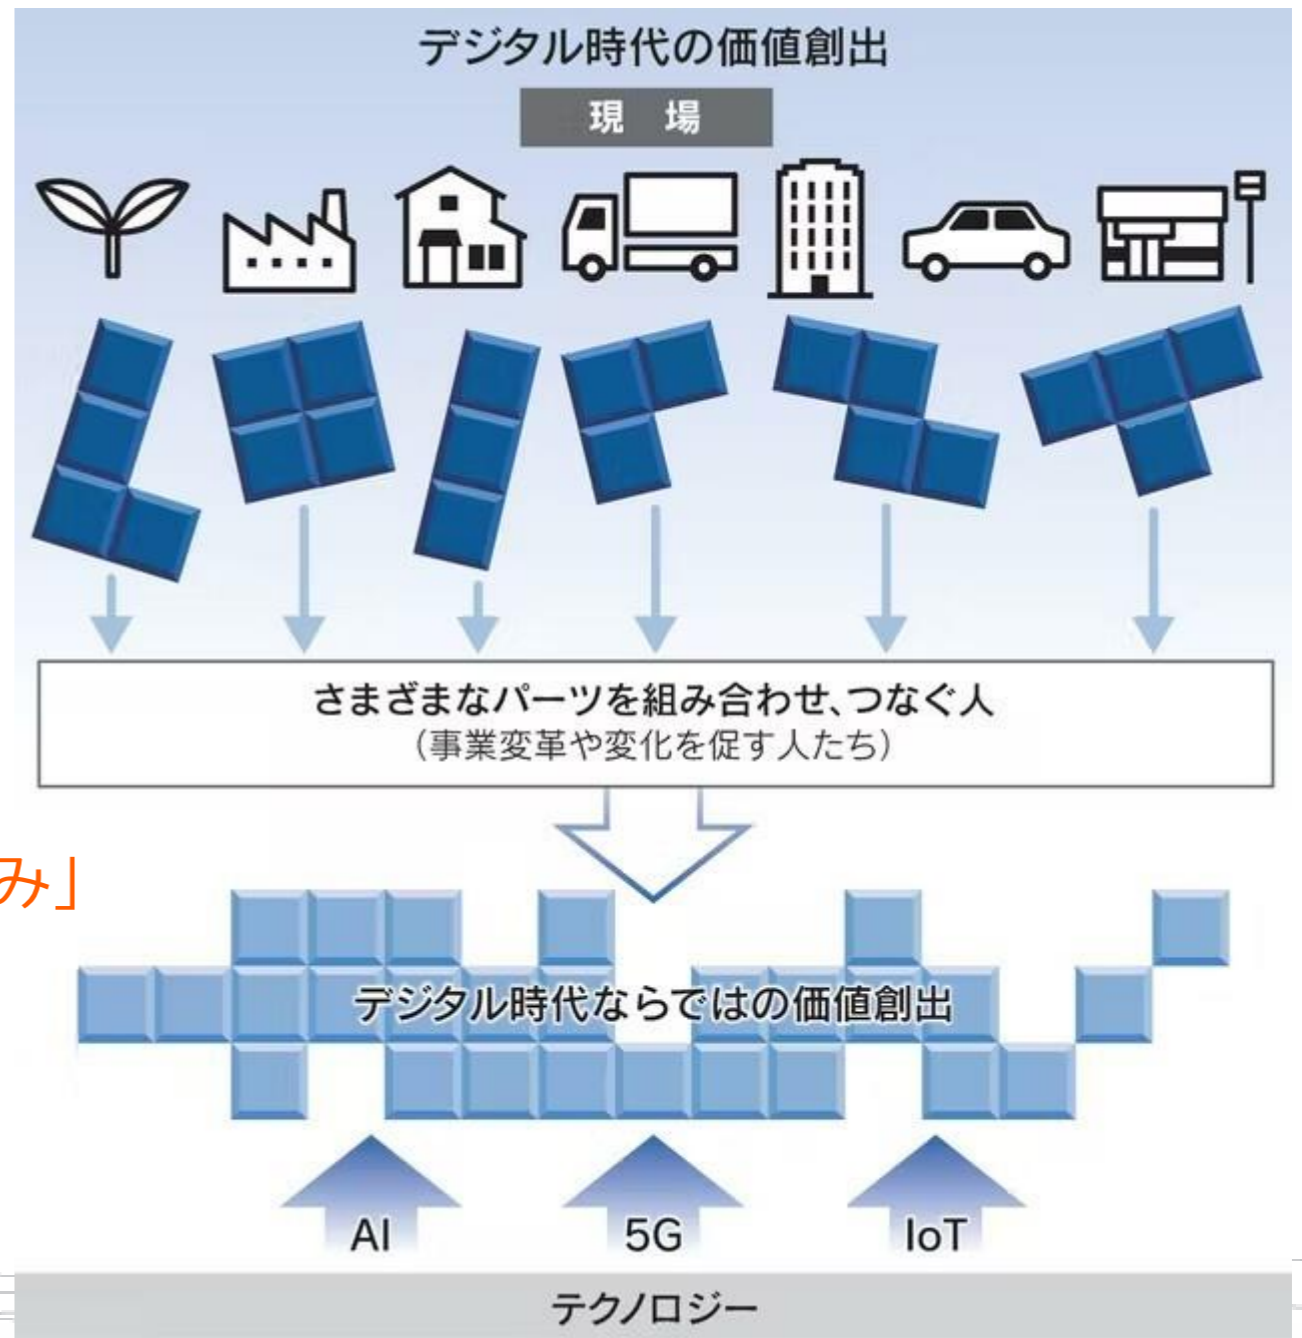 デジタル時代の価値創出
現 場
さまざまなパーツを組み合わせ、つなぐ人
（事業変革や変化を促す人たち）
み」
デジタル時代ならではの価値創出
AI 5G IoT
テクノロジー